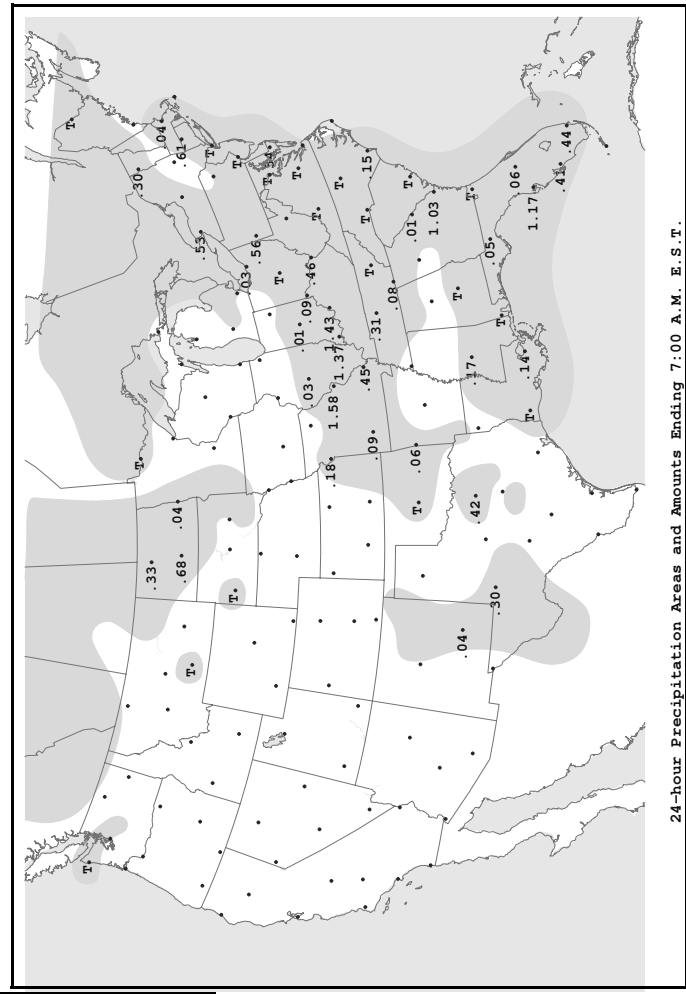 T
T
.30
T
.33
.04
.04
.61
.68
T
.53
T
T
T
.03
.56
T
T
T
.01
.09
.03
.46
T
1.43
.18
1.58
1.37
T
.45
T
.15
T
.09
.31
.08
T
.01
.06
T
1.03
T
.04
T
.17
.42
.05
.30
T
.06
.14
T
1.17
.41
.44
24-hour Precipitation Areas and Amounts Ending 7:00 A.M. E.S.T.